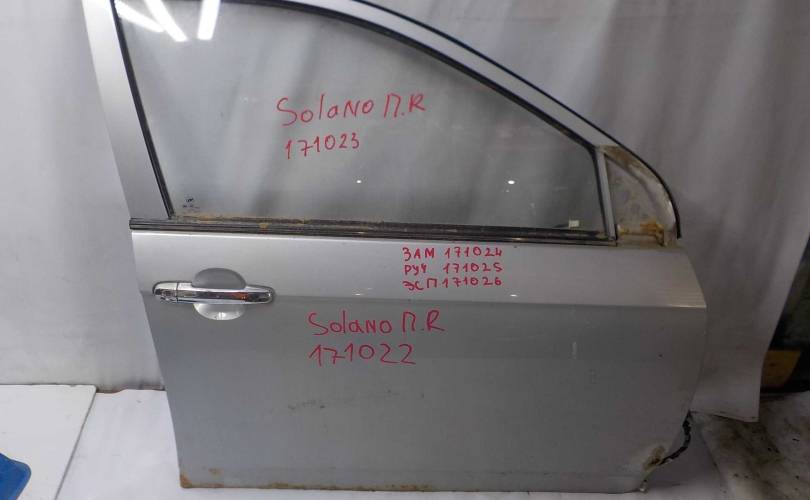 Solano П.R
171023
ЗАМ 171024
РУЧ 171025
ЭСП 171026
Solano П.R
171022